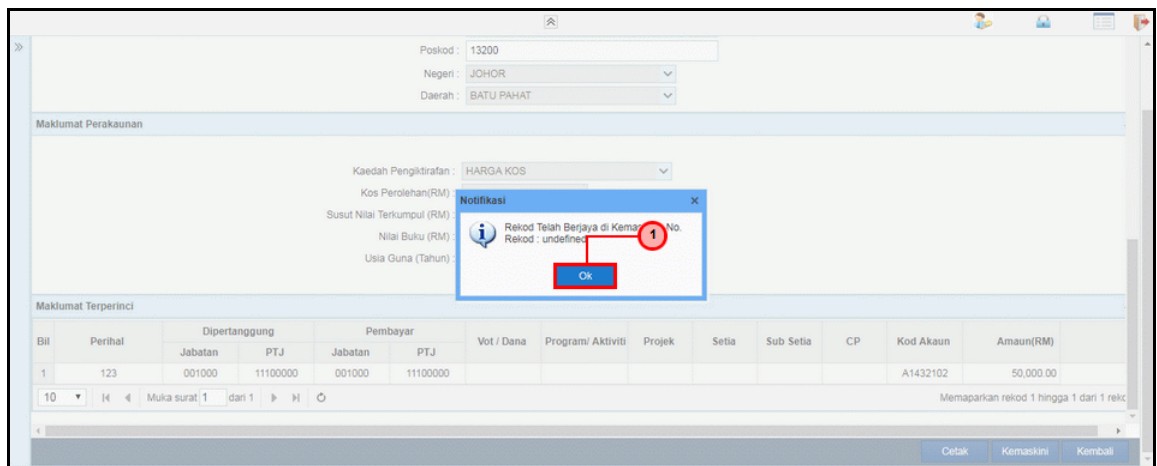 Poskod : 13200
Negeri : JOHOR
Daerah : BATU PAHAT
Maklumat Perakaunan
Kaedah Pengiktirafan : HARGA KOS
Kos Perolehan(RM) :
Susut Nilai Terkumpul (RM) :
Nilai Buku (RM) :
Usia Guna (Tahun) :
Notifikasi
Rekod Telah Berjaya di No.
Rekod : undefined
1
Ok
Maklumat Terperinci
Bil Perihal Dipertanggung Pembayar Vot / Dana Program/ Aktiviti Projek Setia Sub Setia CP Kod Akaun Amaun(RM)
Jabatan PTJ Jabatan PTJ
1 123 001000 11100000 001000 11100000 A1432102 50,000.00
10 Muka surat 1 dari 1 Memaparkan rekod 1 hingga 1 dari 1
Cetak Kemaskini Kembali